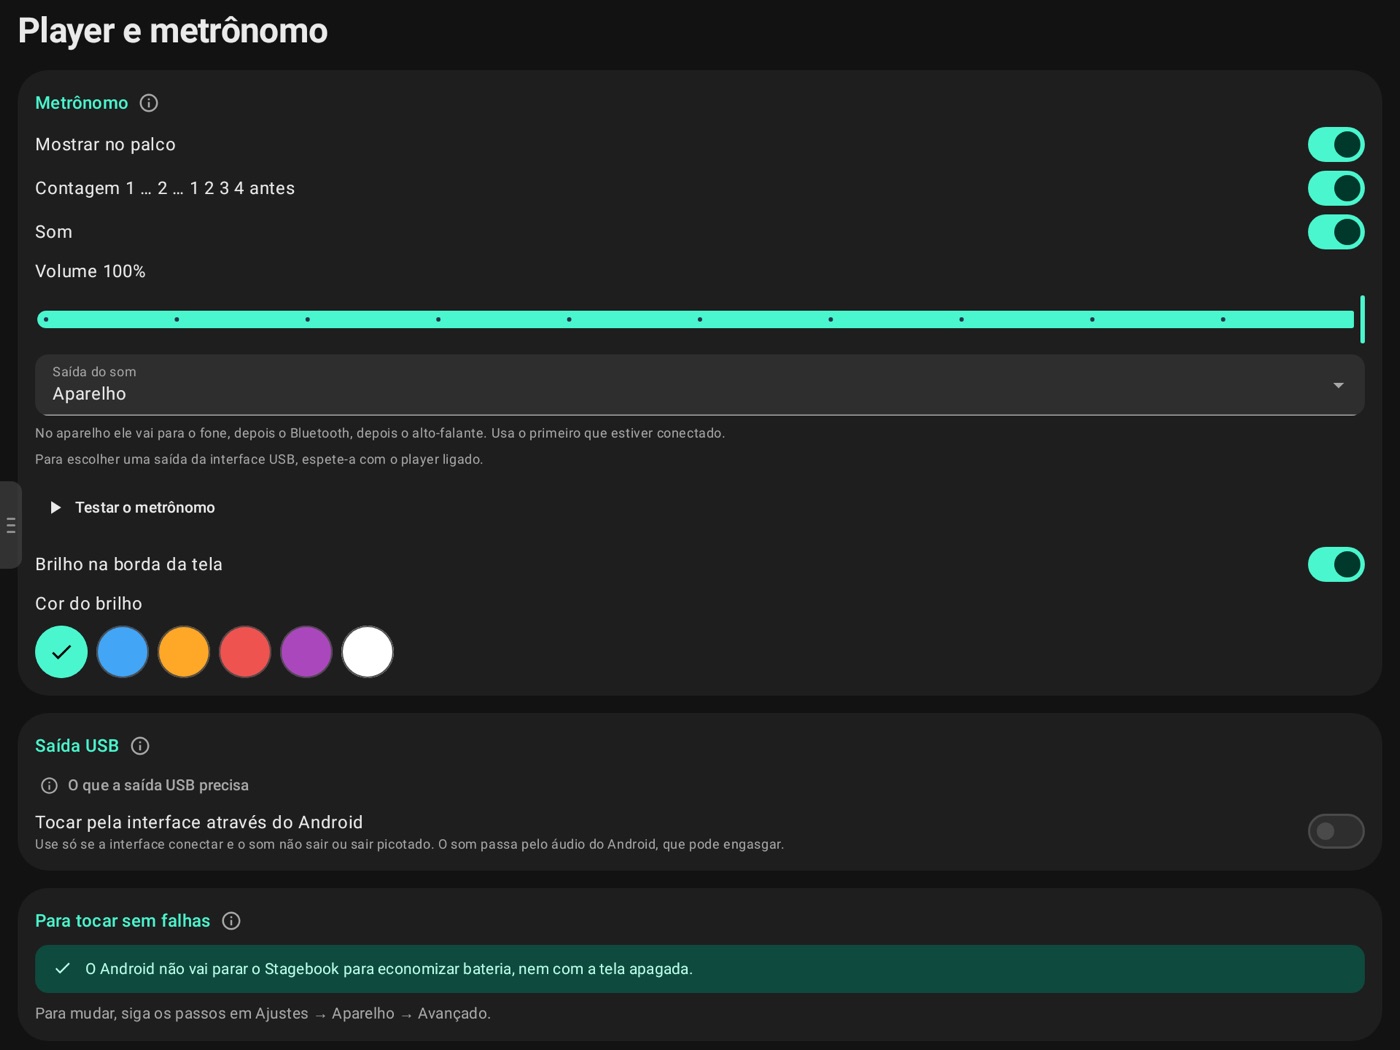 Player e metrônomo
Metrônomo
Mostrar no palco
Contagem 1 ... 2 ... 1 2 3 4 antes
Som
Volume 100%
Saída do som
Aparelho
No aparelho ele vai para o fone, depois o Bluetooth, depois o alto-falante. Usa o primeiro que estiver conectado.
Para escolher uma saída da interface USB, espete-a com o player ligado.
Testar o metrônomo
Brilho na borda da tela
Cor do brilho
Saída USB
O que a saída USB precisa
Tocar pela interface através do Android
Use só se a interface conectar e o som não sair ou sair picotado. O som passa pelo áudio do Android, que pode engasgar.
Para tocar sem falhas
O Android não vai parar o Stagebook para economizar bateria, nem com a tela apagada.
Para mudar, siga os passos em Ajustes → Aparelho → Avançado.